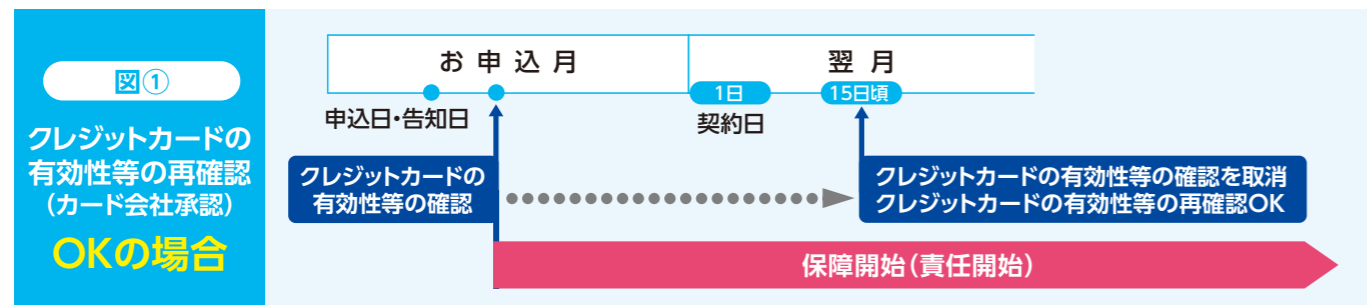 図①
クレジットカードの
有効性等の再確認
(カード会社承認)
OKの場合
お申込月
翌月
1日
15日頃
申込日・告知日
契約日
クレジットカードの
有効性等の確認
クレジットカードの有効性等の確認を取消
クレジットカードの有効性等の再確認OK
保障開始(責任開始)